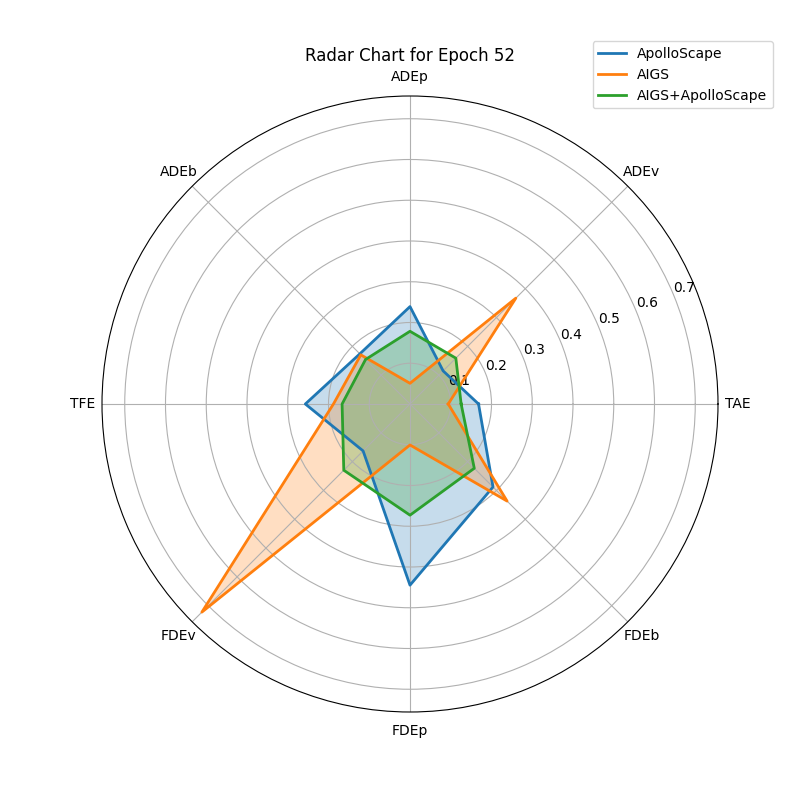 Radar Chart for Epoch 52
ApolloScape
AIGS
AIGS+ApolloScape
ADEp
ADEb
ADEv
0.7
0.6
0.5
0.4
0.3
0.2
0.1
TFE
TAE
FDEv
FDEb
FDEp